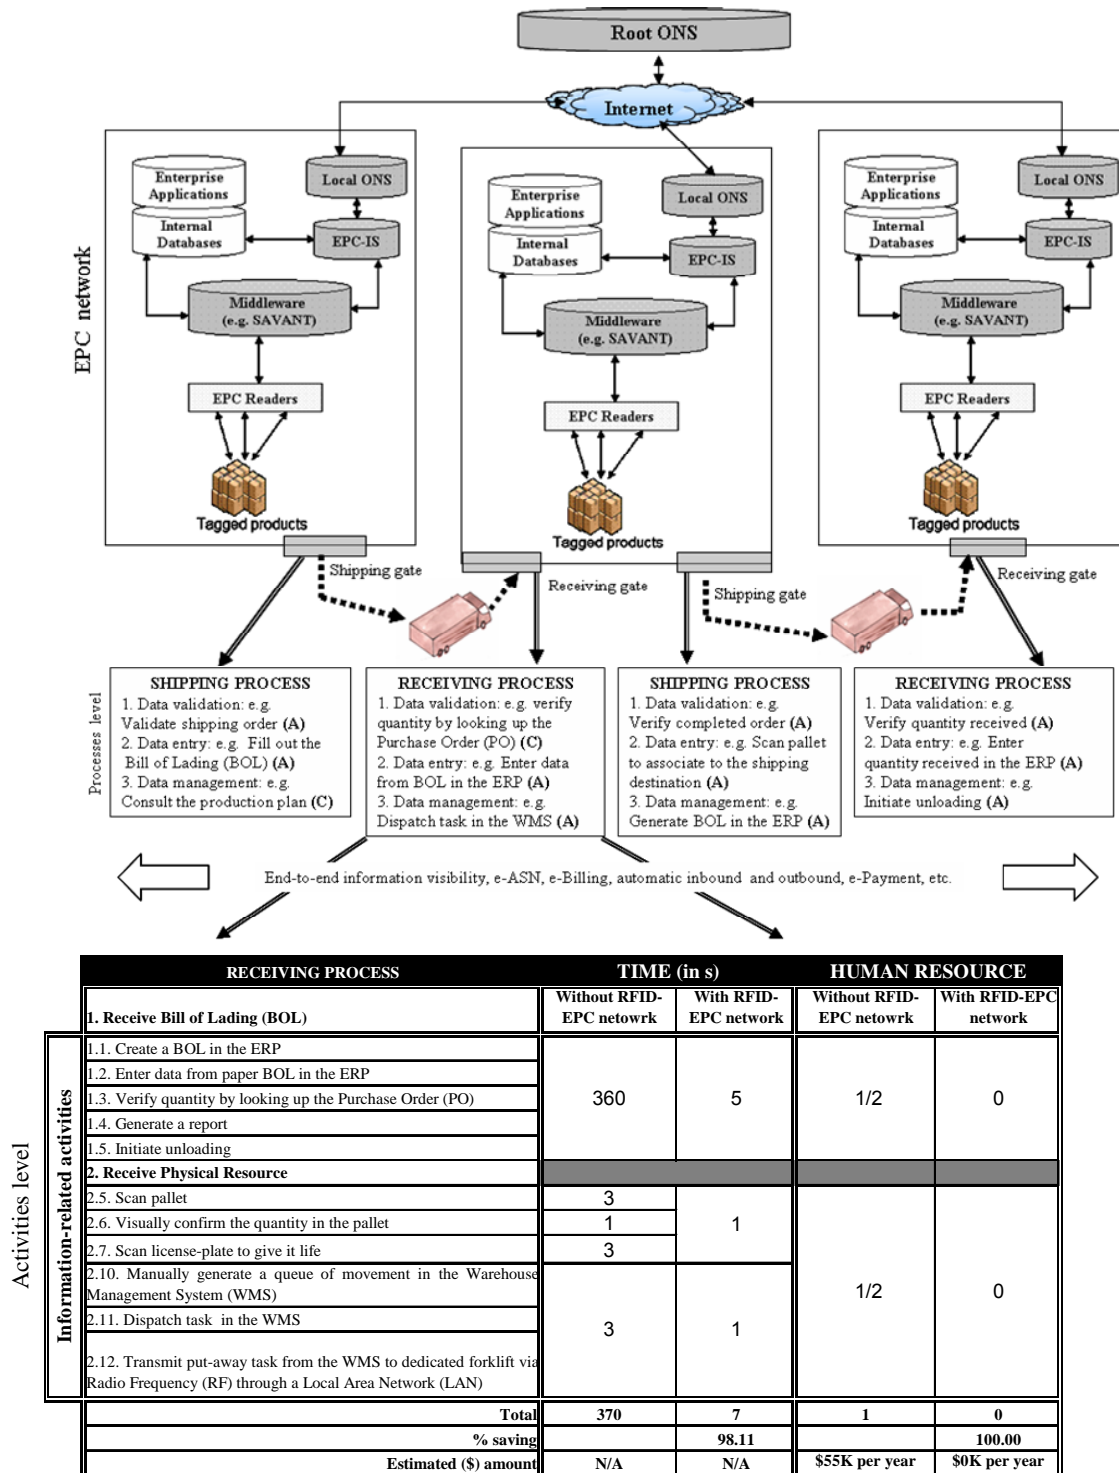 Root ONS
Internet
EPC network
Enterprise
Applications
Internal
Databases
Local ONS
EPC-IS
Middleware
(e.g. SAVANT)
EPC Readers
Tagged products
Enterprise
Applications
Internal
Databases
Local ONS
EPC-IS
Middleware
(e.g. SAVANT)
EPC Readers
Tagged products
Enterprise
Applications
Internal
Databases
Local ONS
EPC-IS
Middleware
(e.g. SAVANT)
EPC Readers
Tagged products
Shipping gate
Receiving gate
Shipping gate
Receiving gate
Processes level
SHIPPING PROCESS
1. Data validation: e.g.
Validate shipping order (A)
2. Data entry: e.g. Fill out the
Bill of Lading (BOL) (A)
3. Data management: e.g.
Consult the production plan (C)
RECEIVING PROCESS
1. Data validation: e.g. verify
quantity by looking up the
Purchase Order (PO) (C)
2. Data entry: e.g. Enter data
from BOL in the ERP (A)
3. Data management: e.g.
Dispatch task in the WMS (A)
SHIPPING PROCESS
1. Data validation: e.g.
Verify completed order (A)
2. Data entry: e.g. Scan pallet
to associate to the shipping
destination (A)
3. Data management: e.g.
Generate BOL in the ERP (A)
RECEIVING PROCESS
1. Data validation: e.g.
Verify quantity received (A)
2. Data entry: e.g. Enter
quantity received in the ERP (A)
3. Data management: e.g.
Initiate unloading (A)
End-to-end information visibility, e-ASN, e-Billing, automatic inbound and outbound, e-Payment, etc.
Activities level
Information-related activities
RECEIVING PROCESS TIME (in s) HUMAN RESOURCE
1. Receive Bill of Lading (BOL) Without RFID-EPC netowrk With RFID-EPC network Without RFID-EPC netowrk With RFID-EPC network
1.1. Create a BOL in the ERP
1.2. Enter data from paper BOL in the ERP
1.3. Verify quantity by looking up the Purchase Order (PO) 360 5 1/2 0
1.4. Generate a report
1.5. Initiate unloading
2. Receive Physical Resource
2.5. Scan pallet 3
2.6. Visually confirm the quantity in the pallet 1 1
2.7. Scan license-plate to give it life 3
2.10. Manually generate a queue of movement in the Warehouse
Management System (WMS) 1/2 0
2.11. Dispatch task in the WMS 3 1
2.12. Transmit put-away task from the WMS to dedicated forklift via
Radio Frequency (RF) through a Local Area Network (LAN)
Total 370 7 1 0
% saving 98.11 100.00
Estimated ($) amount N/A N/A $55K per year $0K per year